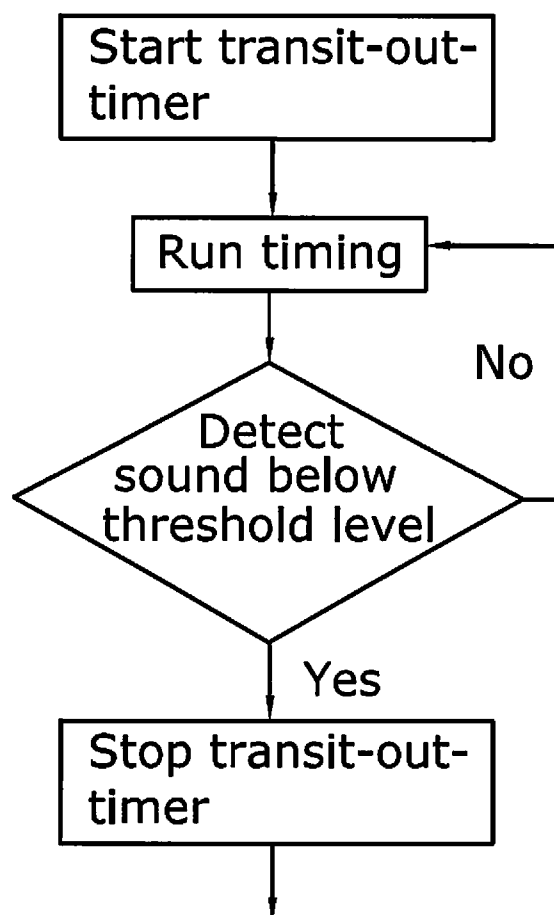 Start transit-out-
timer
Run timing
No
Detect
sound below
threshold level
Yes
Stop transit-out-
timer